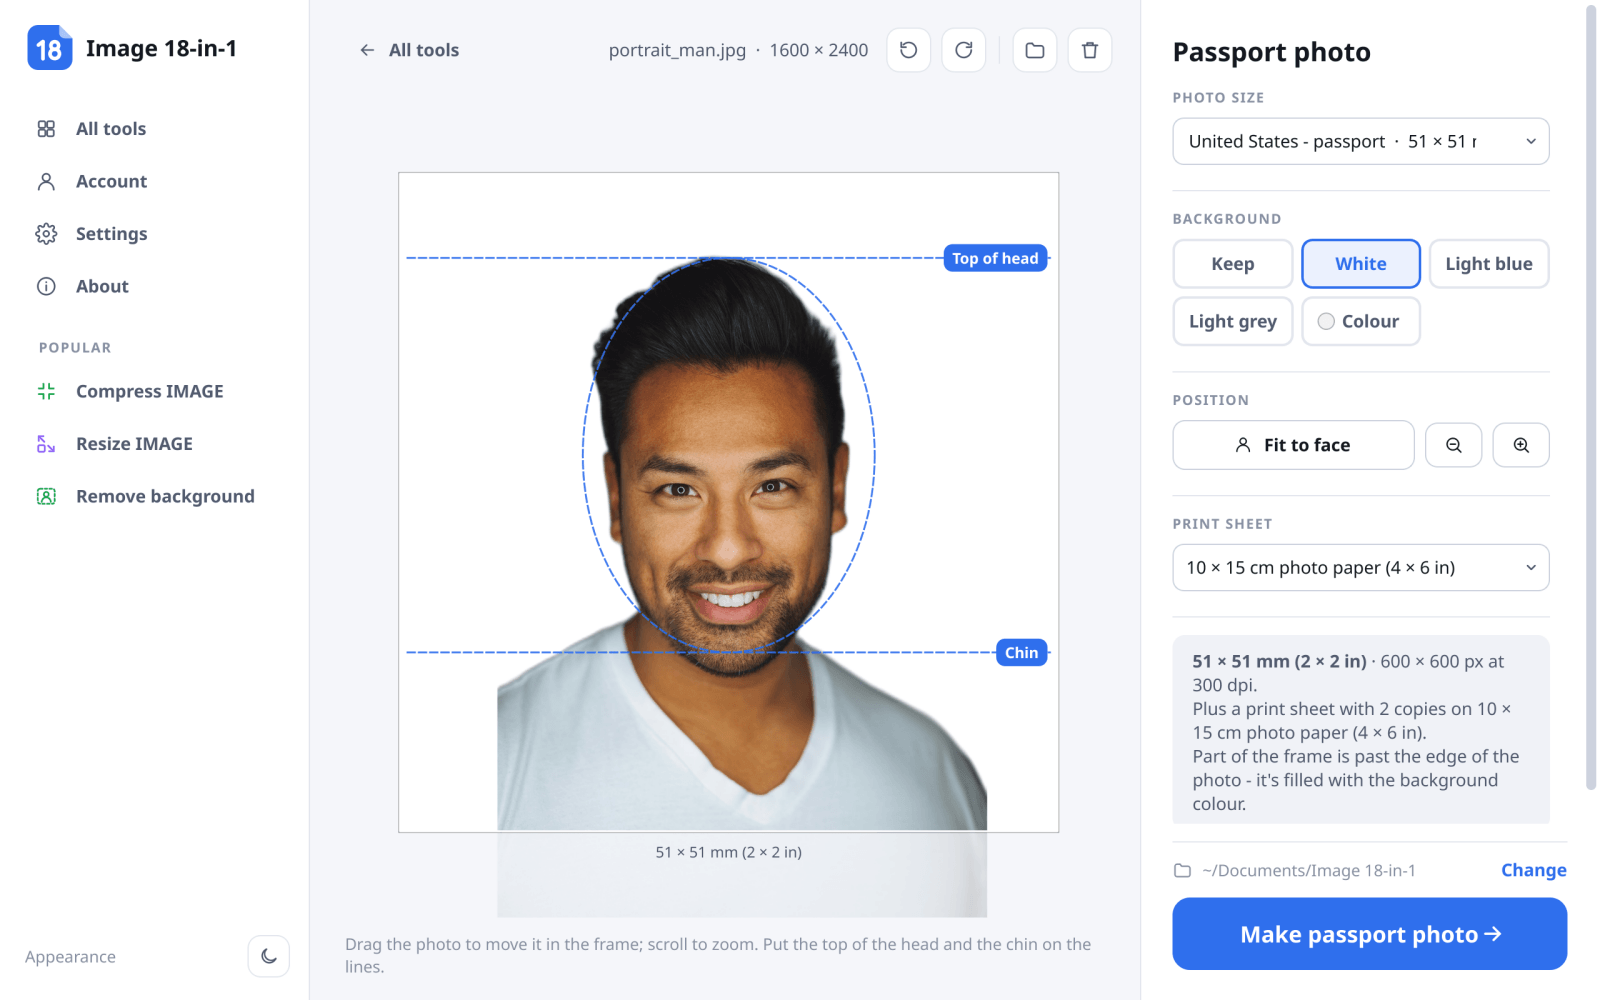 18 Image 18-in-1
All tools
Account
Settings
About
POPULAR
Compress IMAGE
Resize IMAGE
Remove background
Appearance
All tools
portrait_man.jpg · 1600 × 2400
Top of head
Chin
51 × 51 mm (2 × 2 in)
Drag the photo to move it in the frame; scroll to zoom. Put the top of the head and the chin on the
lines.
Passport photo
PHOTO SIZE
United States - passport · 51 × 51
BACKGROUND
Keep
White
Light blue
Light grey
Colour
POSITION
Fit to face
PRINT SHEET
10 × 15 cm photo paper (4 × 6 in)
51 × 51 mm (2 × 2 in) · 600 × 600 px at
300 dpi.
Plus a print sheet with 2 copies on 10 ×
15 cm photo paper (4 × 6 in).
Part of the frame is past the edge of the
photo - it's filled with the background
colour.
~/Documents/Image 18-in-1
Change
Make passport photo →